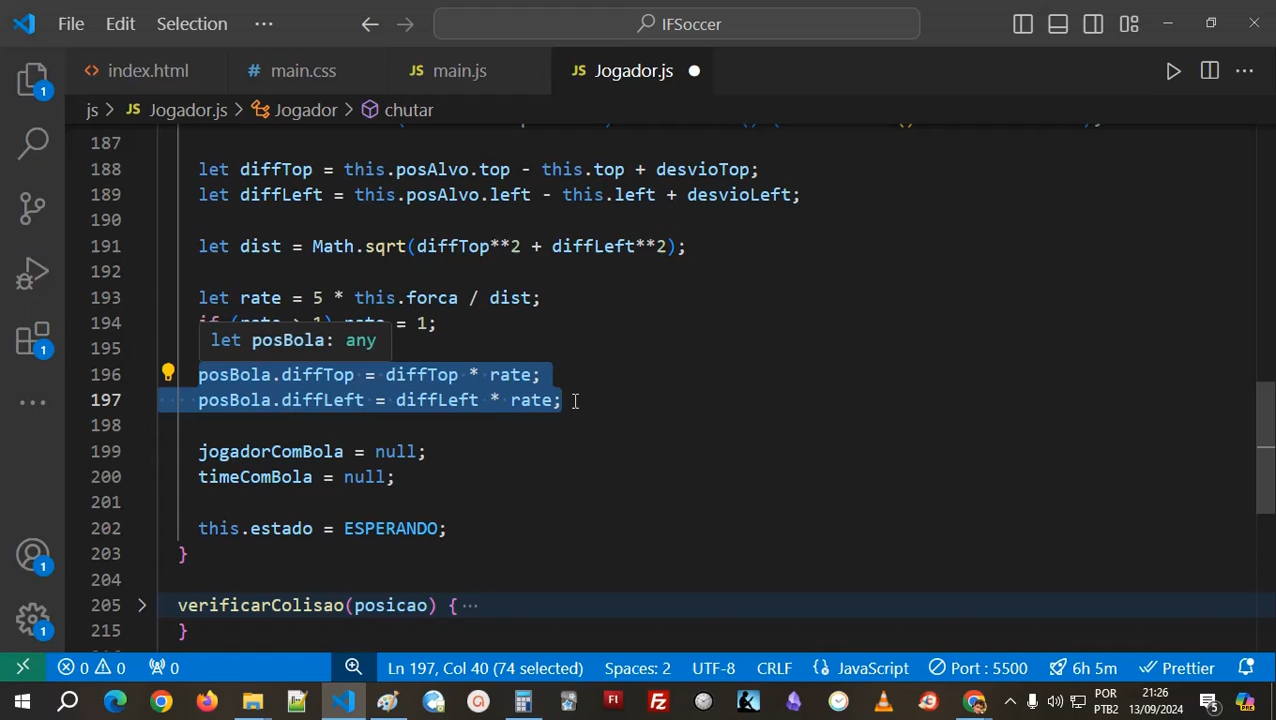 File Edit Selection ··· IFSoccer
index.html main.css JS main.js JS Jogador.js
js > JS Jogador.js > Jogador > chutar
187
188 let diffTop = this.posAlvo.top - this.top + desvioTop;
189 let diffLeft = this.posAlvo.left - this.left + desvioLeft;
190
191 let dist = Math.sqrt(diffTop**2 + diffLeft**2);
192
193 let rate = 5 * this.forca / dist;
194 = 1;
195 let posBola: any
196 posBola.diffTop = diffTop * rate;
197 posBola.diffLeft = diffLeft * rate;
198
199 jogadorComBola = null;
200 timeComBola = null;
201
202 this.estado = ESPERANDO;
203 }
204
205 verificarColisao(posicao) { ···
215 }
0 0 0 Ln 197, Col 40 (74 selected) Spaces: 2 UTF-8 CRLF {} JavaScript Port : 5500 6h 5m Prettier
POR 21:26
PTB2 13/09/2024 5